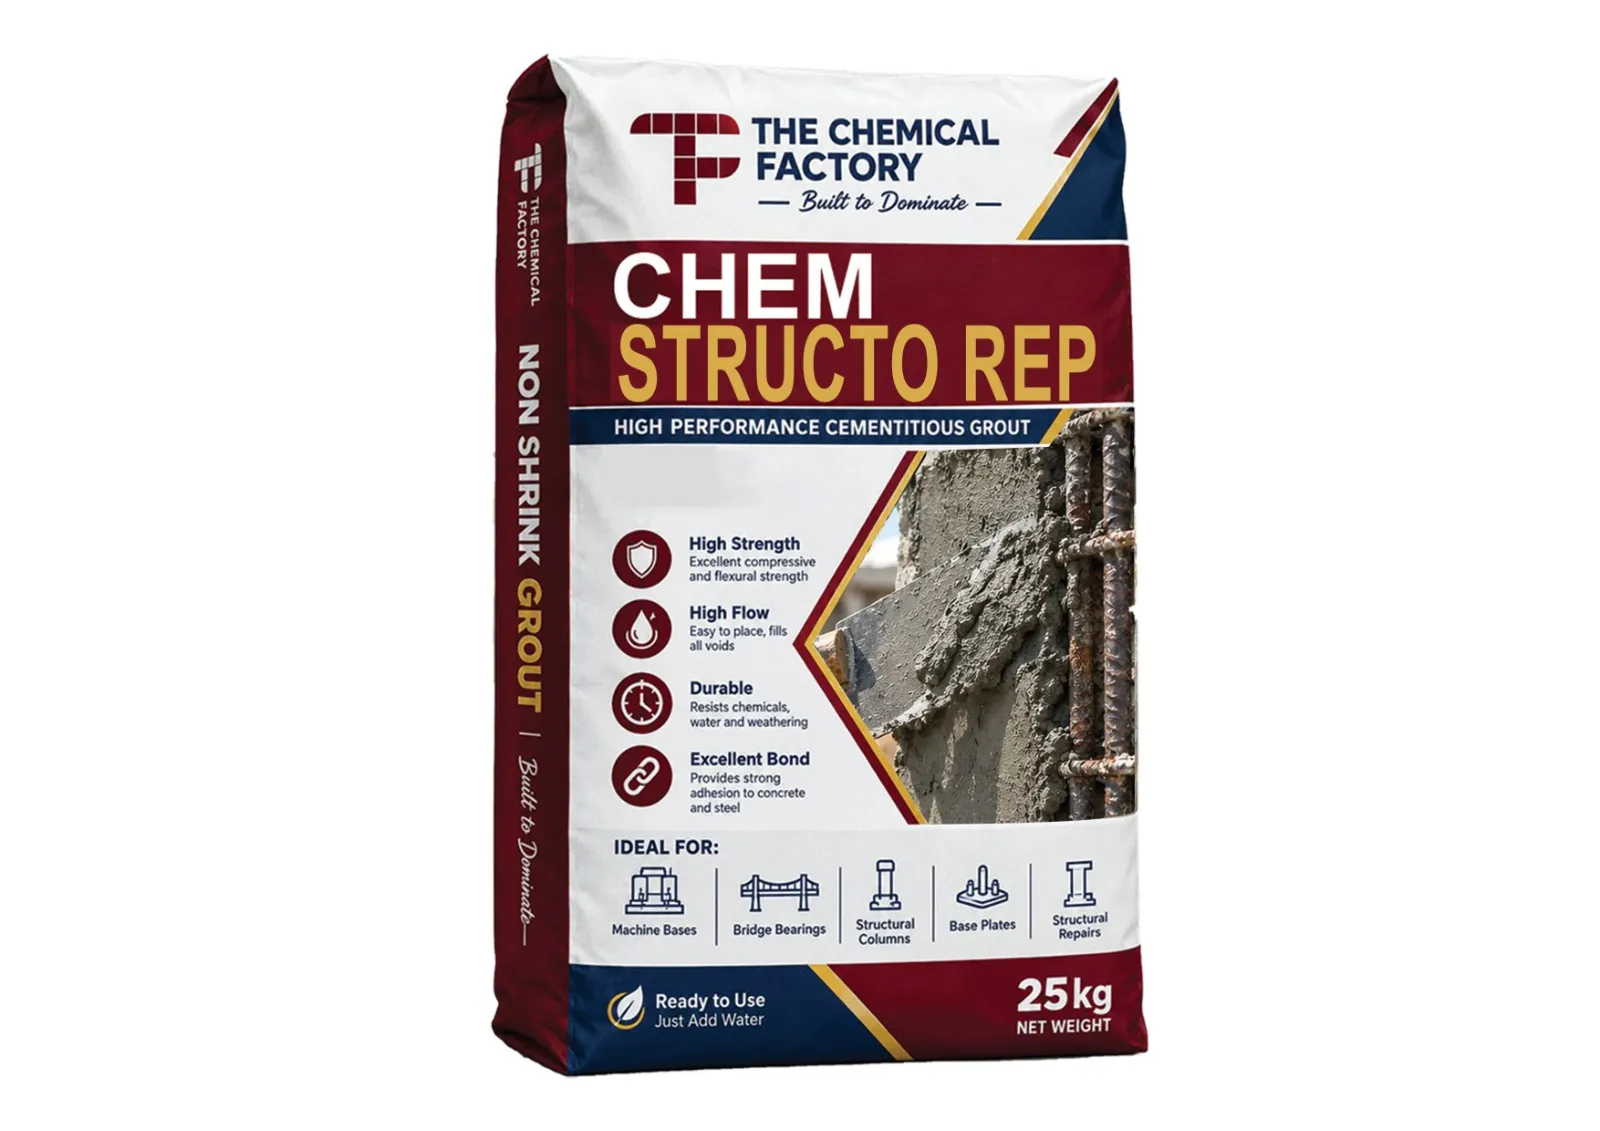 THE CHEMICAL
FACTORY
Built to Dominate
CHEM
STRUCTO REP
HIGH PERFORMANCE CEMENTITIOUS GROUT
High Strength
Excellent compressive
and flexural strength
High Flow
Easy to place, fills
all voids
Durable
Resists chemicals,
water and weathering
Excellent Bond
Provides strong
adhesion to concrete
and steel
IDEAL FOR:
Machine Bases
Bridge Bearings
Structural
Columns
Base Plates
Structural
Repairs
Ready to Use
Just Add Water
25kg
NET WEIGHT
THE CHEMICAL
FACTORY
NON SHRINK GROUT | Built to Dominate